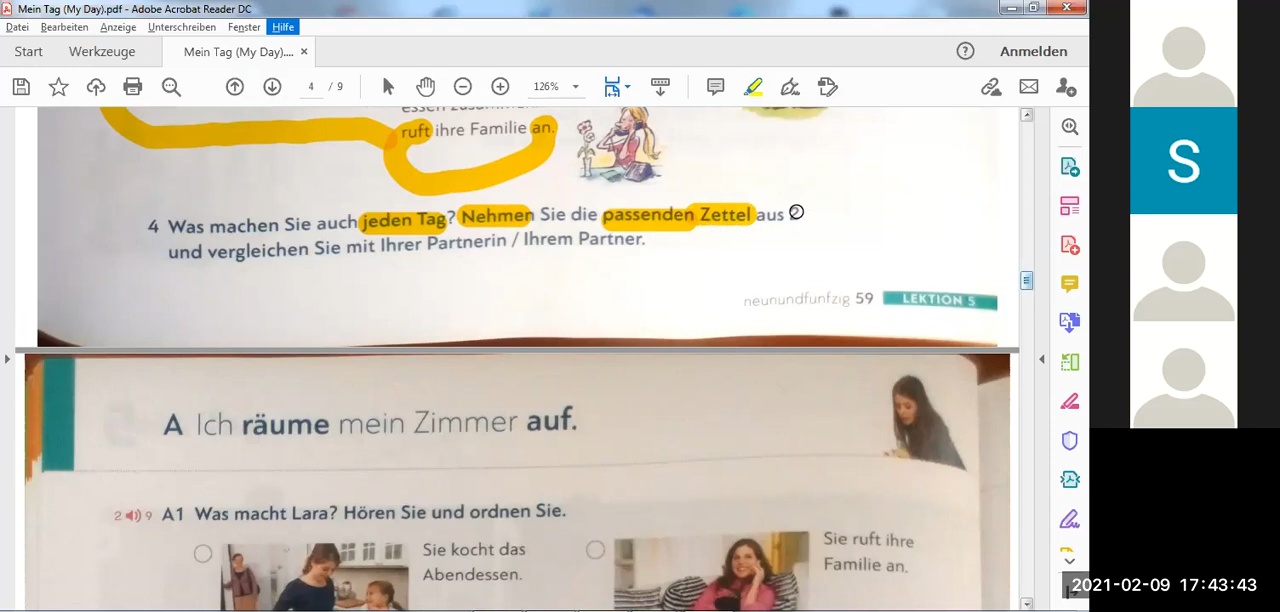 Mein Tag (My Day).pdf - Adobe Acrobat Reader DC
Datei Bearbeiten Anzeige Unterschreiben Fenster Hilfe
Start Werkzeuge Mein Tag (My Day).... × Anmelden
4 / 9 126%
ruft ihre Familie an.
4 Was machen Sie auch jeden Tag? Nehmen Sie die passenden Zettel aus 2
und vergleichen Sie mit Ihrer Partnerin / Ihrem Partner.
neunundfünfzig 59 LEKTION 5
A Ich räume mein Zimmer auf.
2 9 A1 Was macht Lara? Hören Sie und ordnen Sie.
Sie kocht das
Abendessen.
Sie ruft ihre
Familie an.
S
2021-02-09 17:43:43